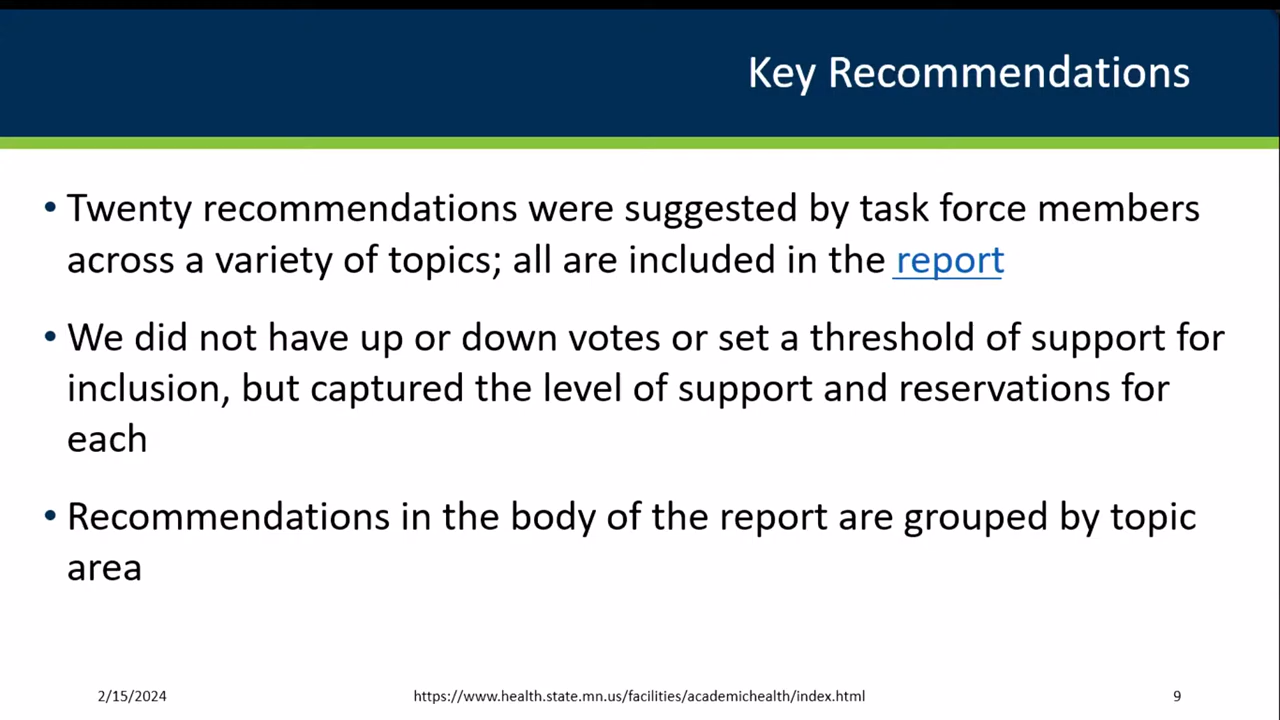 Key Recommendations
• Twenty recommendations were suggested by task force members
across a variety of topics; all are included in the report
• We did not have up or down votes or set a threshold of support for
inclusion, but captured the level of support and reservations for
each
• Recommendations in the body of the report are grouped by topic
area
2/15/2024
https://www.health.state.mn.us/facilities/academichealth/index.html
9